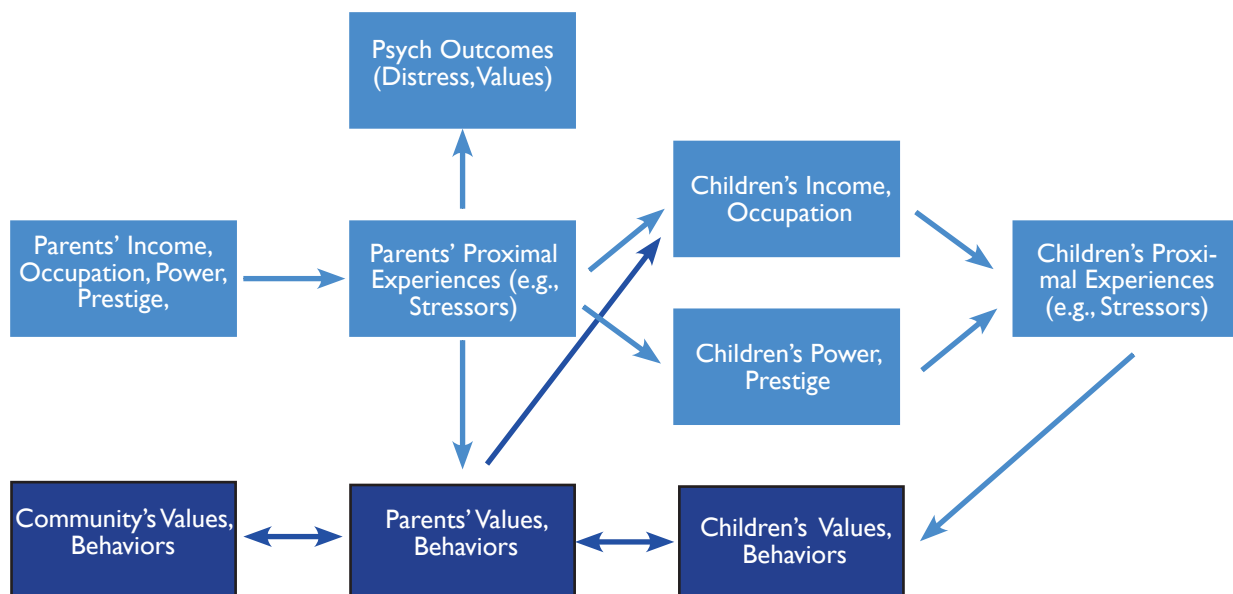 Psych Outcomes
(Distress, Values)
Children's Income,
Occupation
Parents' Income,
Occupation, Power,
Prestige,
Parents' Proximal
Experiences (e.g.,
Stressors)
Children's Proxi-
mal Experiences
(e.g., Stressors)
Children's Power,
Prestige
Community's Values,
Behaviors
Parents' Values,
Behaviors
Children's Values,
Behaviors